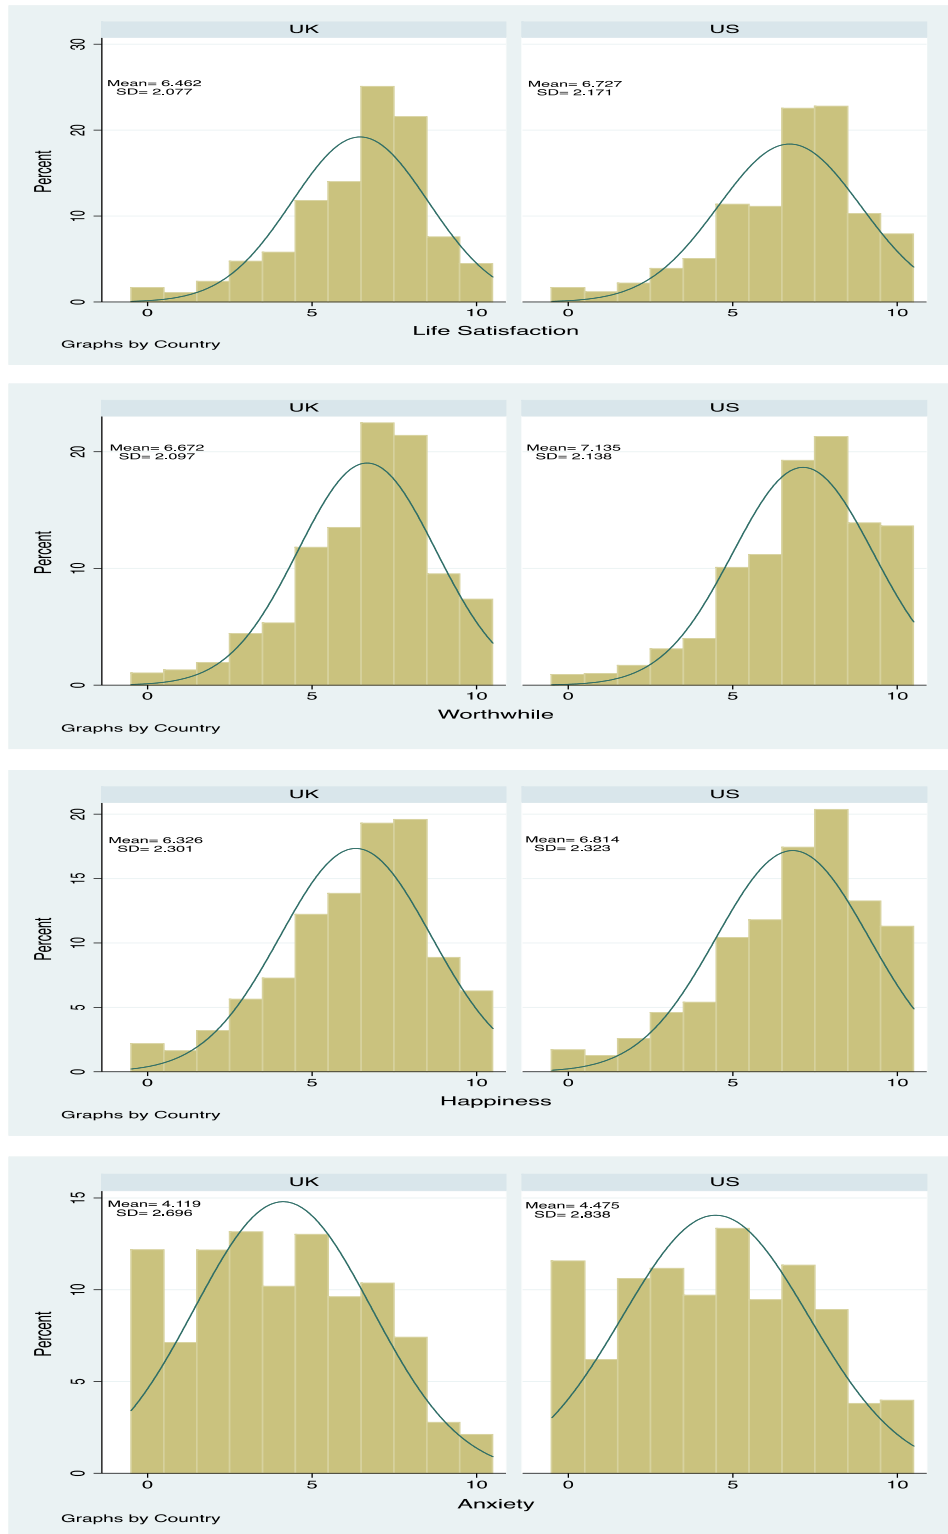 UK US
30
Mean= 6.462 Mean= 6.727
SD= 2.077 SD= 2.171
20
Percent
10
0
0 5 10 0 5 10
Life Satisfaction
Graphs by Country
UK US
20
Mean= 6.672 Mean= 7.135
SD= 2.097 SD= 2.138
Percent
10
0
0 5 10 0 5 10
Worthwhile
Graphs by Country
UK US
20
Mean= 6.326 Mean= 6.814
SD= 2.301 SD= 2.323
15
Percent
10
5
0
0 5 10 0 5 10
Happiness
Graphs by Country
UK US
15
Mean= 4.119 Mean= 4.475
SD= 2.696 SD= 2.838
10
Percent
5
0
0 5 10 0 5 10
Anxiety
Graphs by Country